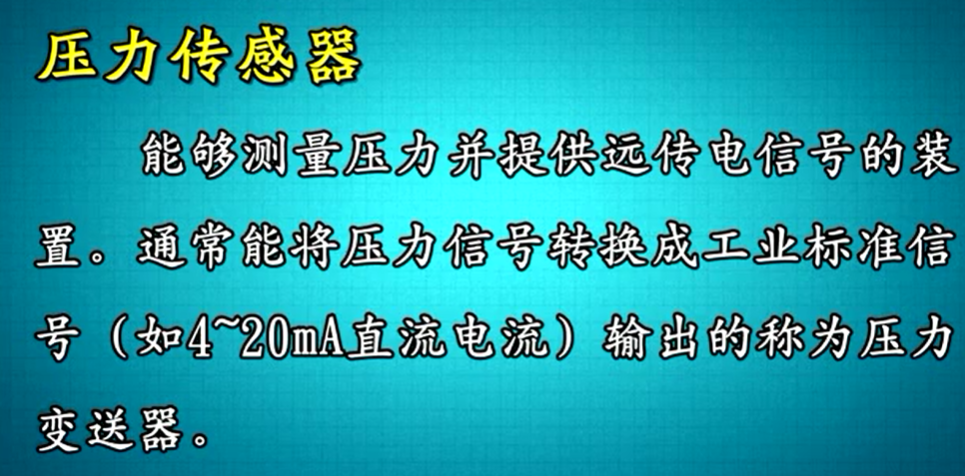 压力传感器
能够测量压力并提供远传电信号的装
置。通常能将压力信号转换成工业标准信
号（如4~20mA直流电流）输出的称为压力
变送器。